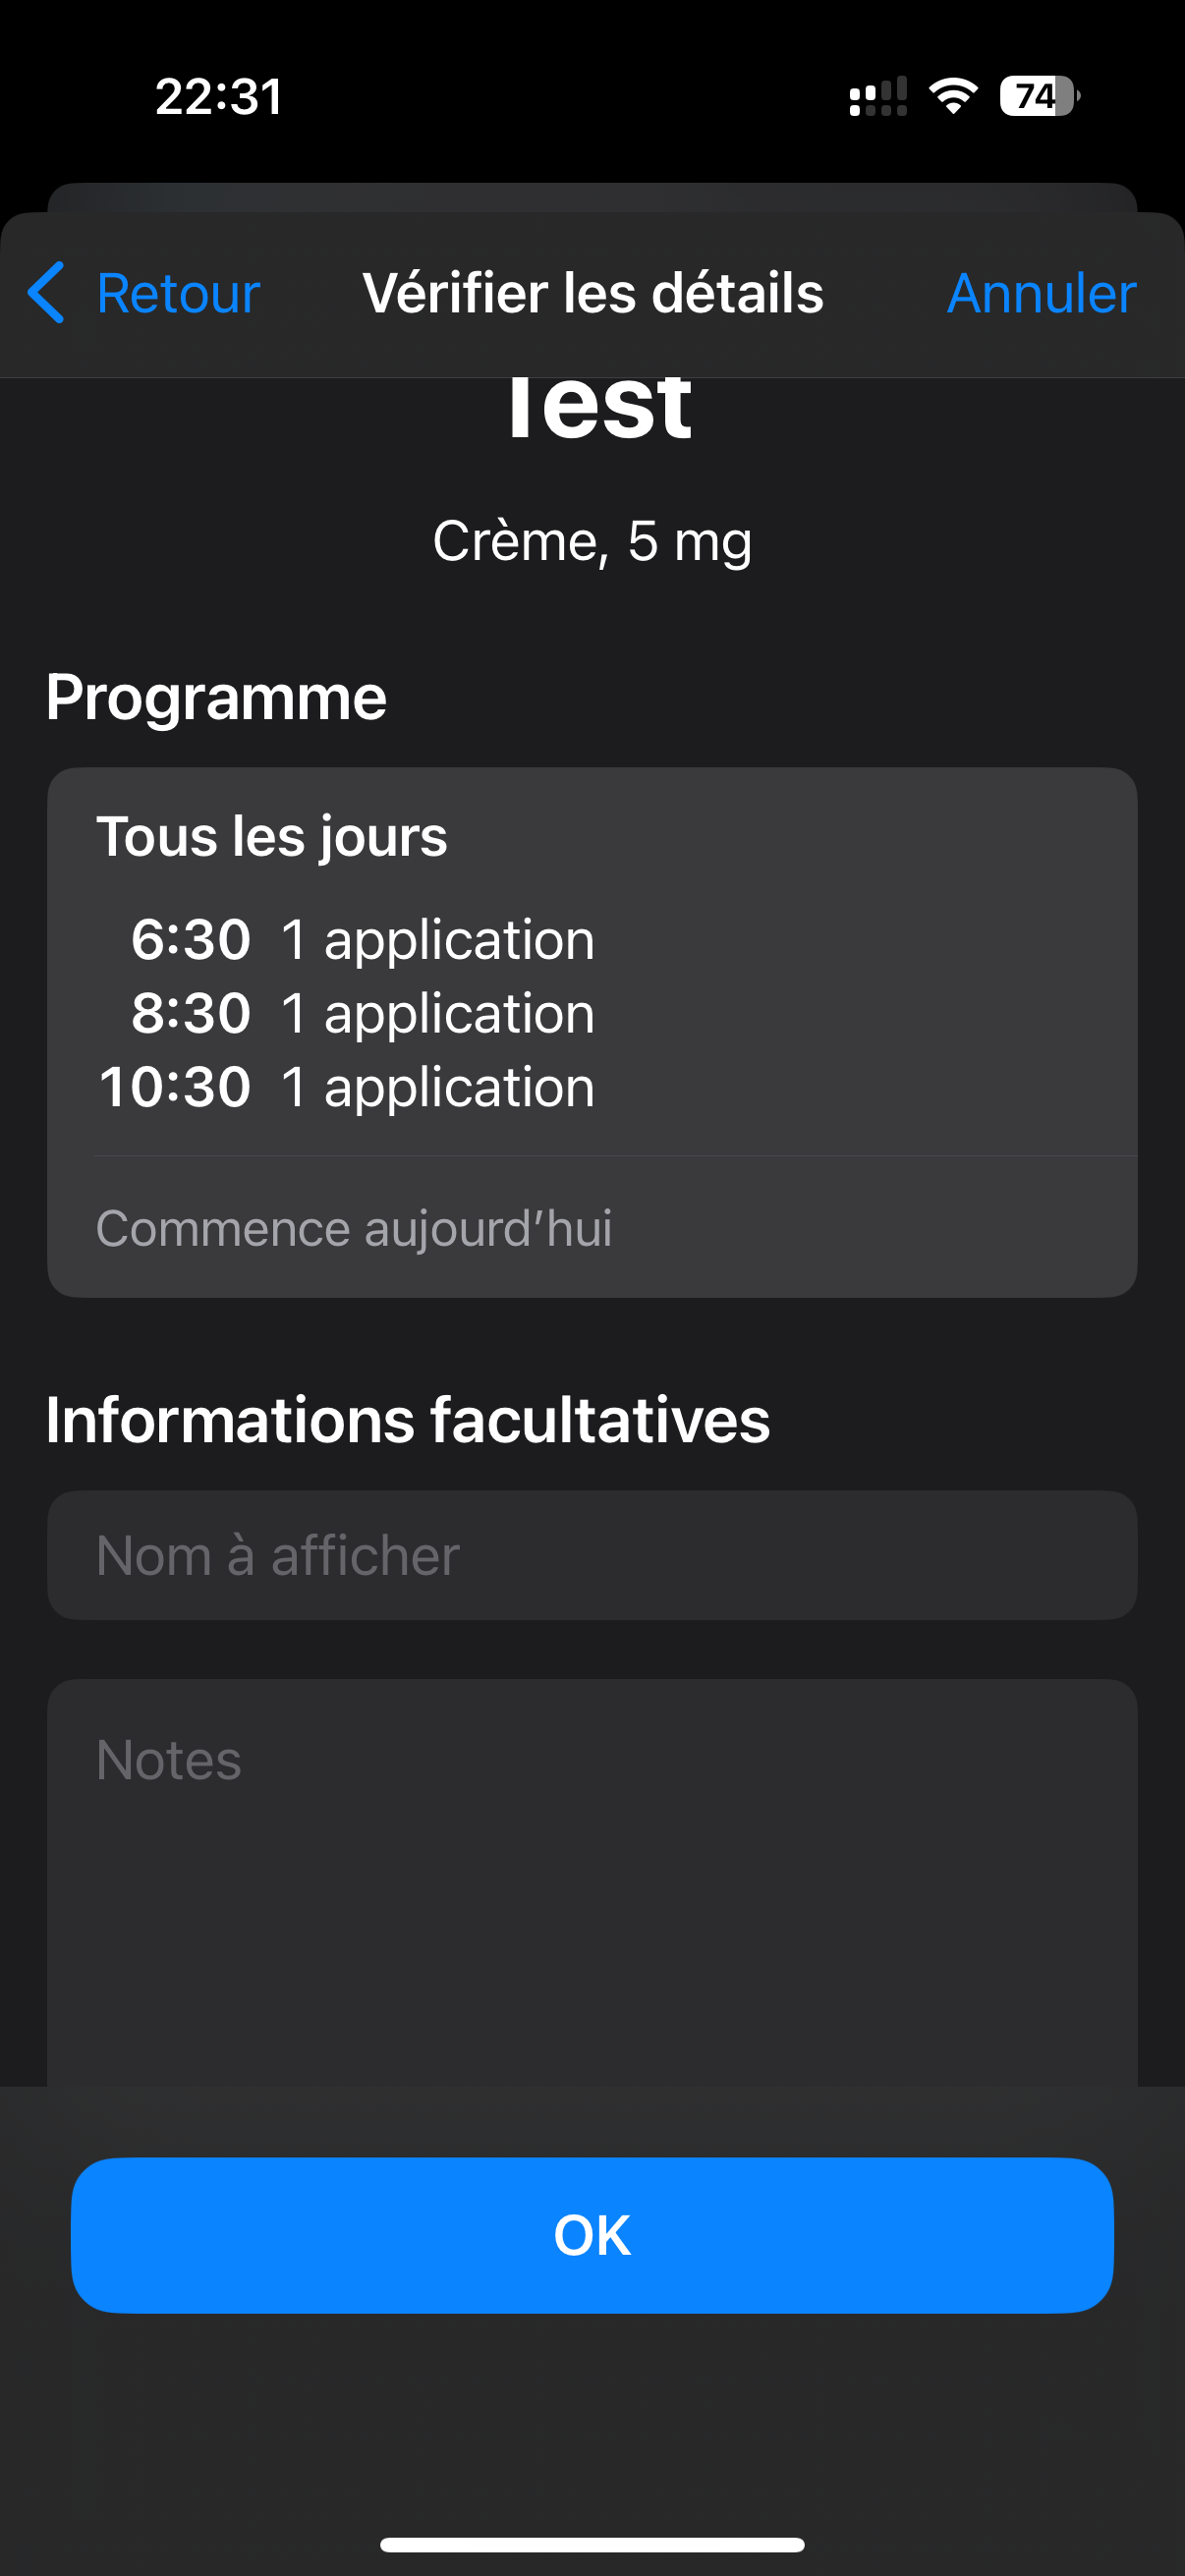 22:31
74
Retour
Vérifier les détails
Annuler
Test
Crème, 5 mg
Programme
Tous les jours
6:30 1 application
8:30 1 application
10:30 1 application
Commence aujourd’hui
Informations facultatives
Nom à afficher
Notes
OK